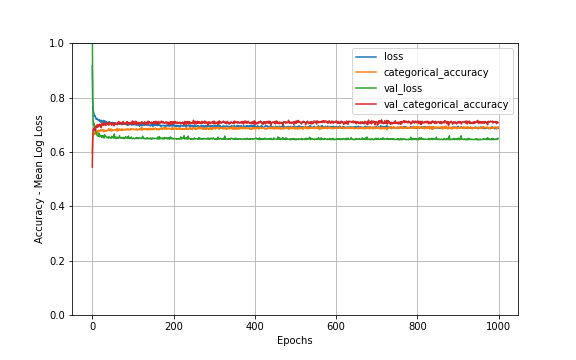 1.0
0.8
0.6
0.4
0.2
0.0
Accuracy - Mean Log Loss
loss
categorical_accuracy
val_loss
val_categorical_accuracy
0 200 400 600 800 1000
Epochs